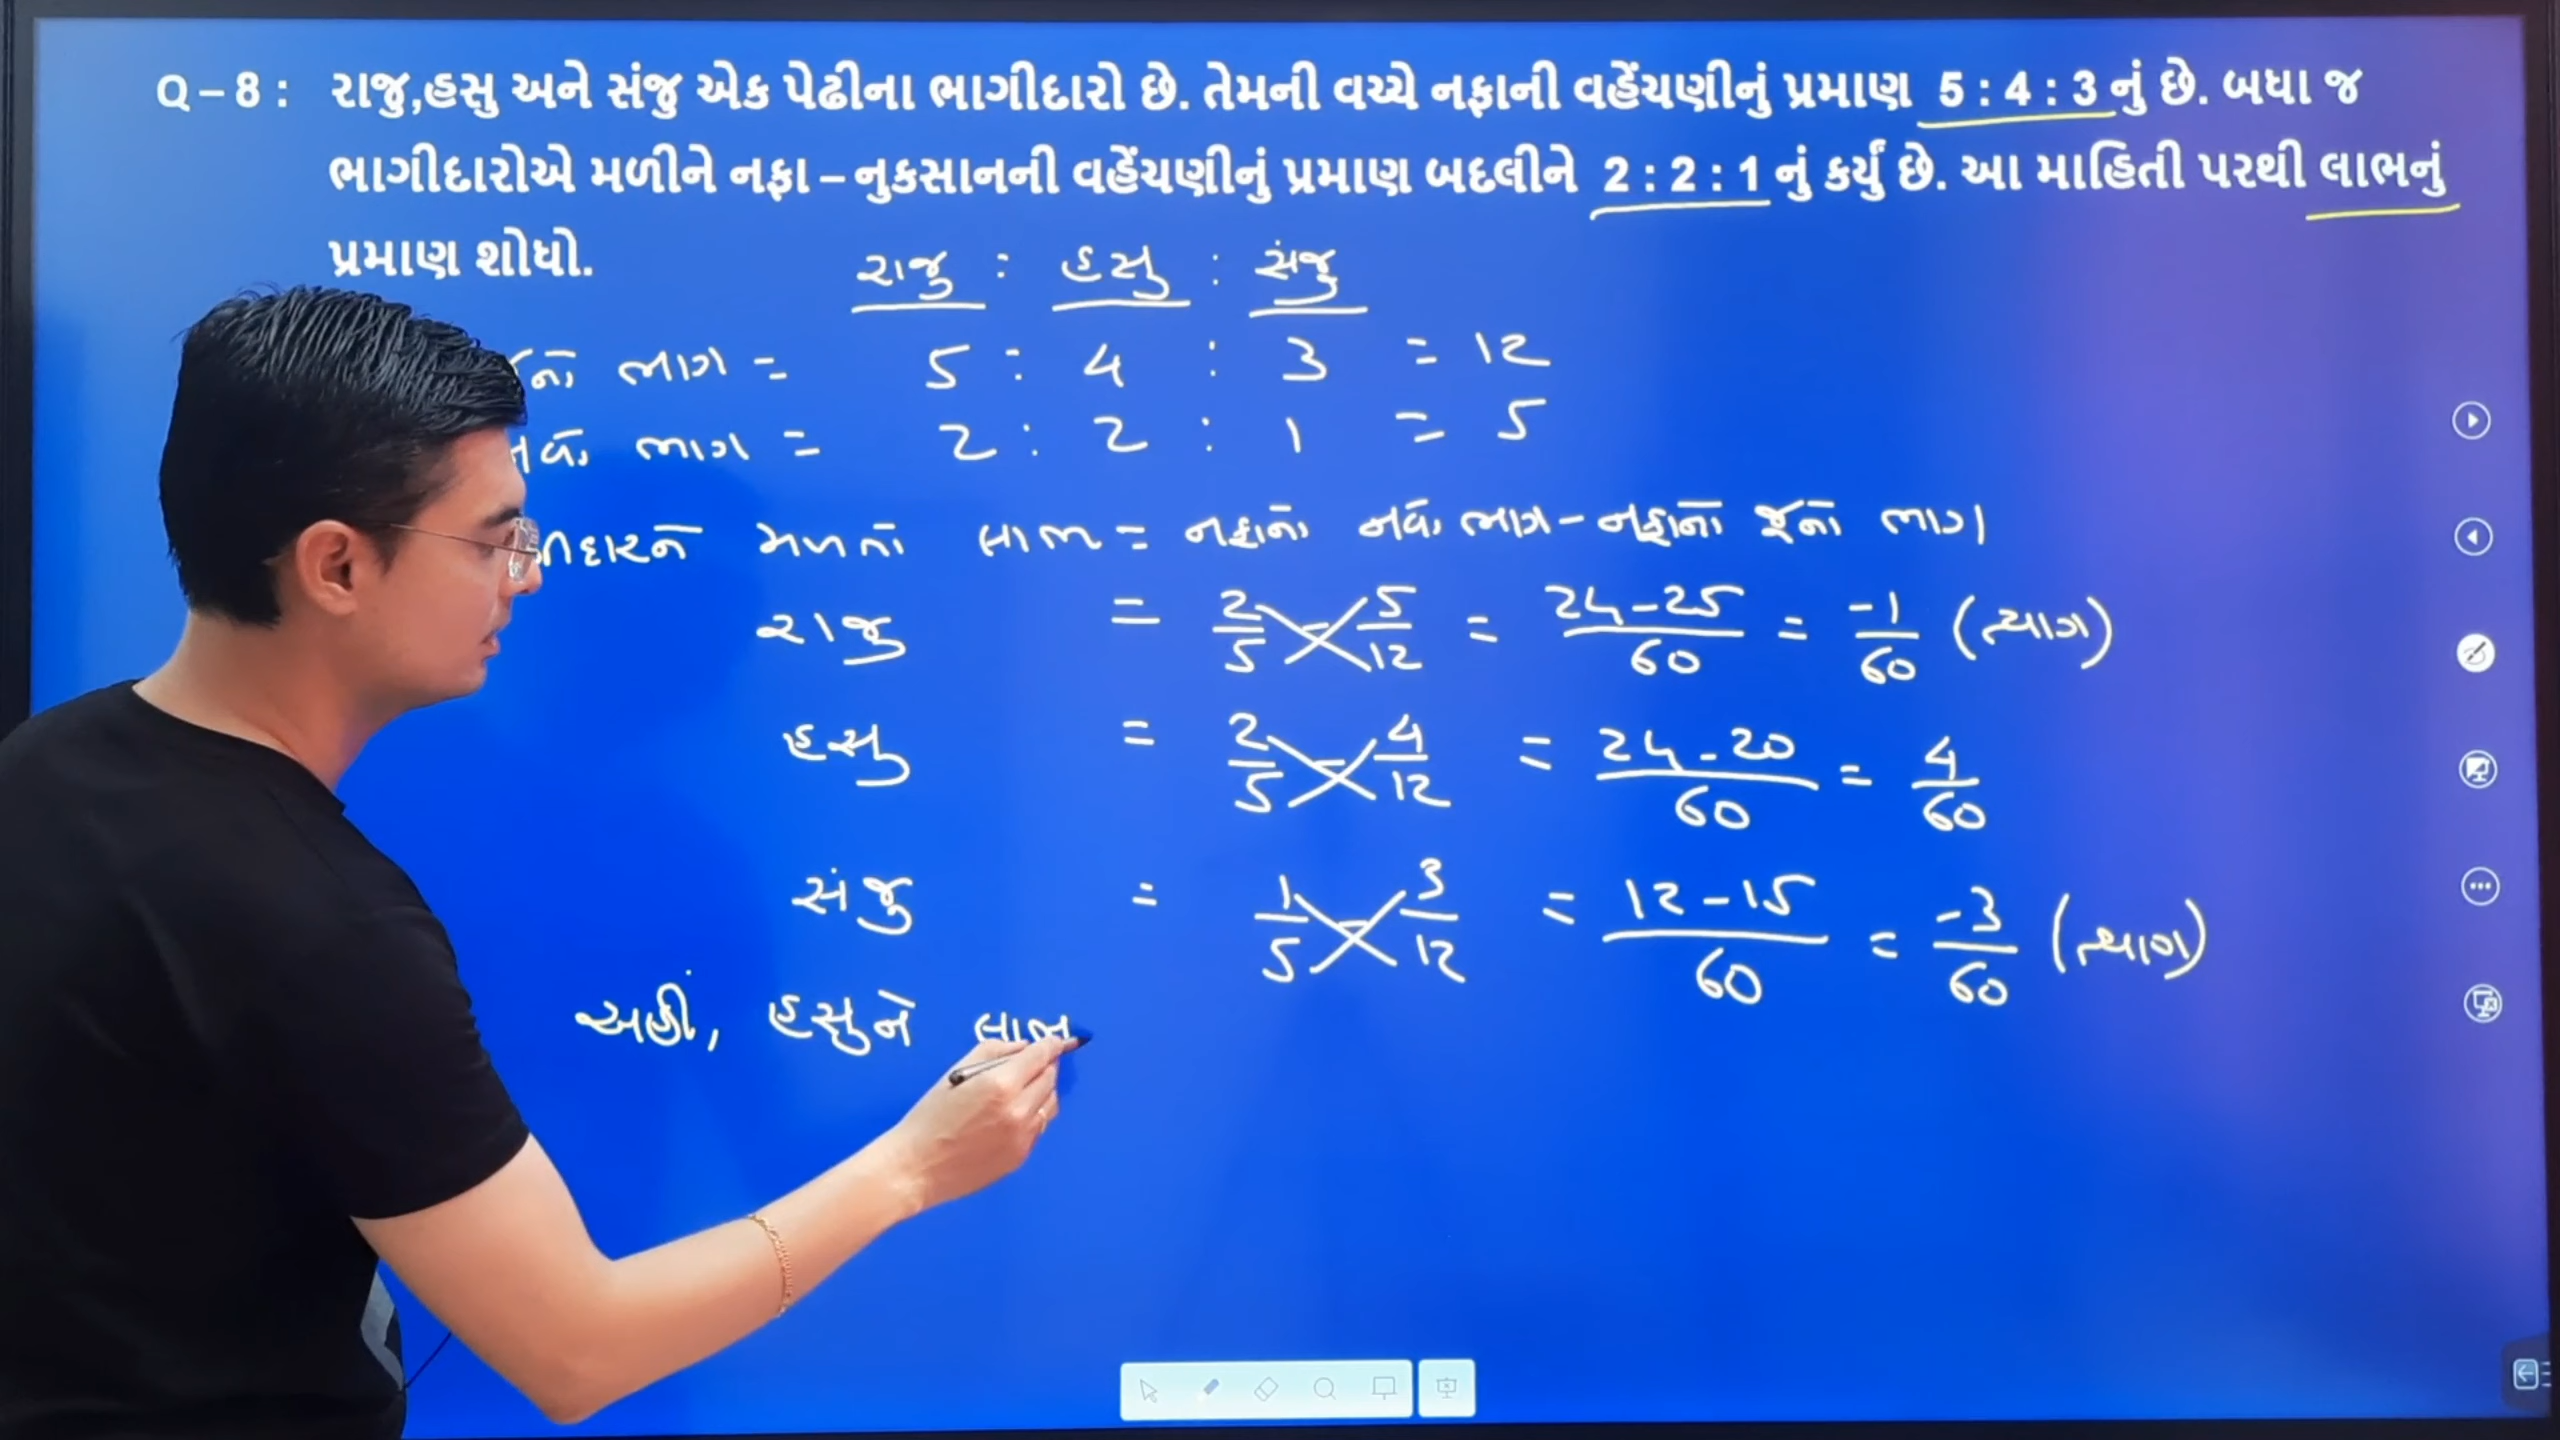 Q – 8 : રાજુ,હસુ અને સંજુ એક પેઢીના ભાગીદારો છે. તેમની વચ્ચે નફાની વહેંચણીનું પ્રમાણ 5 : 4 : 3 નું છે. બધા જ
ભાગીદારોએ મળીને નફા – નુકસાનની વહેંચણીનું પ્રમાણ બદલીને 2 : 2 : 1 નું કર્યું છે. આ માહિતી પરથી લાભનું
પ્રમાણ શોધો.
રાજુ : હસુ : સંજુ
ભાગ = 5 : 4 : 3 = 12
ભાગ = 2 : 2 : 1 = 5
મળતો લાભ = નફાનો નવો ભાગ - નફાનો જૂનો ભાગ
રાજુ = 2/5 - 5/12 = 24-25/60 = -1/60 (ત્યાગ)
હસુ = 2/5 - 4/12 = 24-20/60 = 4/60
સંજુ = 1/5 - 3/12 = 12-15/60 = -3/60 (ત્યાગ)
અહીં, હસુને લાભ